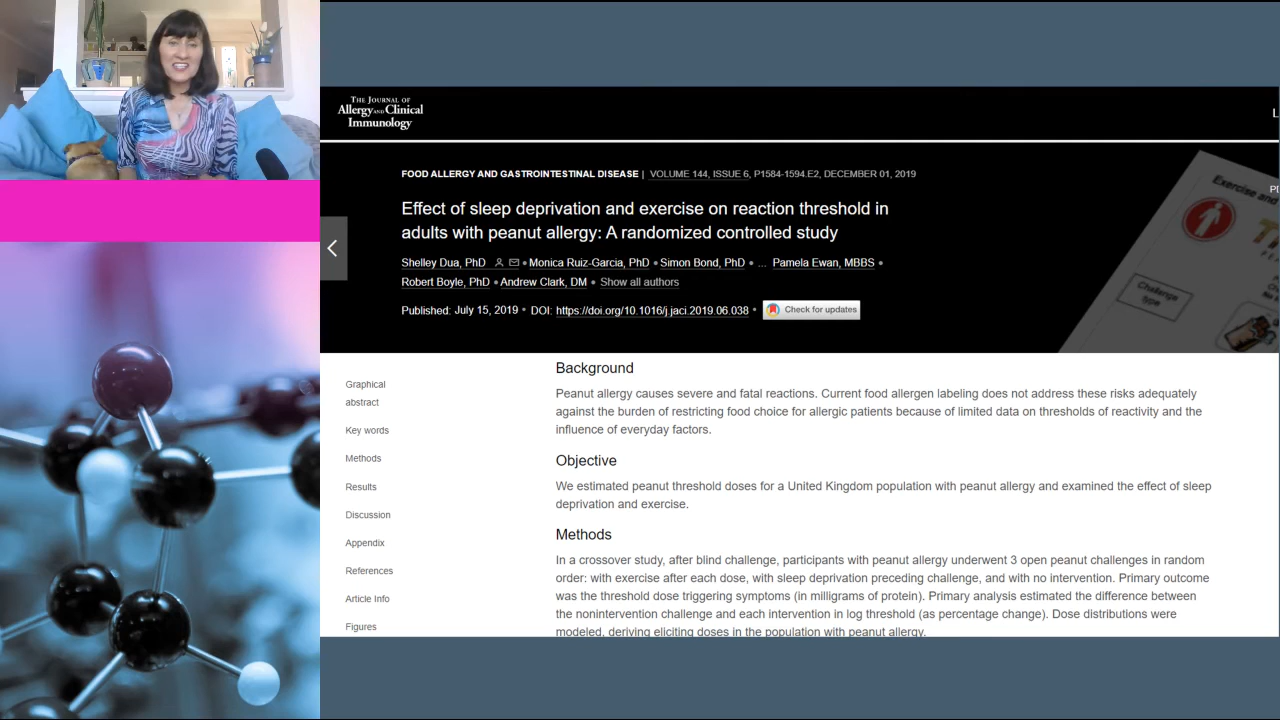 THE JOURNAL OF
Allergy AND Clinical
Immunology
L
FOOD ALLERGY AND GASTROINTESTINAL DISEASE | VOLUME 144, ISSUE 6, P1584-1594.E2, DECEMBER 01, 2019
Effect of sleep deprivation and exercise on reaction threshold in
adults with peanut allergy: A randomized controlled study
Shelley Dua, PhD • Monica Ruiz-Garcia, PhD • Simon Bond, PhD • ... Pamela Ewan, MBBS •
Robert Boyle, PhD • Andrew Clark, DM • Show all authors
Published: July 15, 2019 • DOI: https://doi.org/10.1016/j.jaci.2019.06.038 • Check for updates
Exercise and
Challenge
type
Graphical
abstract
Key words
Methods
Results
Discussion
Appendix
References
Article Info
Figures
Background
Peanut allergy causes severe and fatal reactions. Current food allergen labeling does not address these risks adequately
against the burden of restricting food choice for allergic patients because of limited data on thresholds of reactivity and the
influence of everyday factors.
Objective
We estimated peanut threshold doses for a United Kingdom population with peanut allergy and examined the effect of sleep
deprivation and exercise.
Methods
In a crossover study, after blind challenge, participants with peanut allergy underwent 3 open peanut challenges in random
order: with exercise after each dose, with sleep deprivation preceding challenge, and with no intervention. Primary outcome
was the threshold dose triggering symptoms (in milligrams of protein). Primary analysis estimated the difference between
the nonintervention challenge and each intervention in log threshold (as percentage change). Dose distributions were
modeled, deriving eliciting doses in the population with peanut allergy.